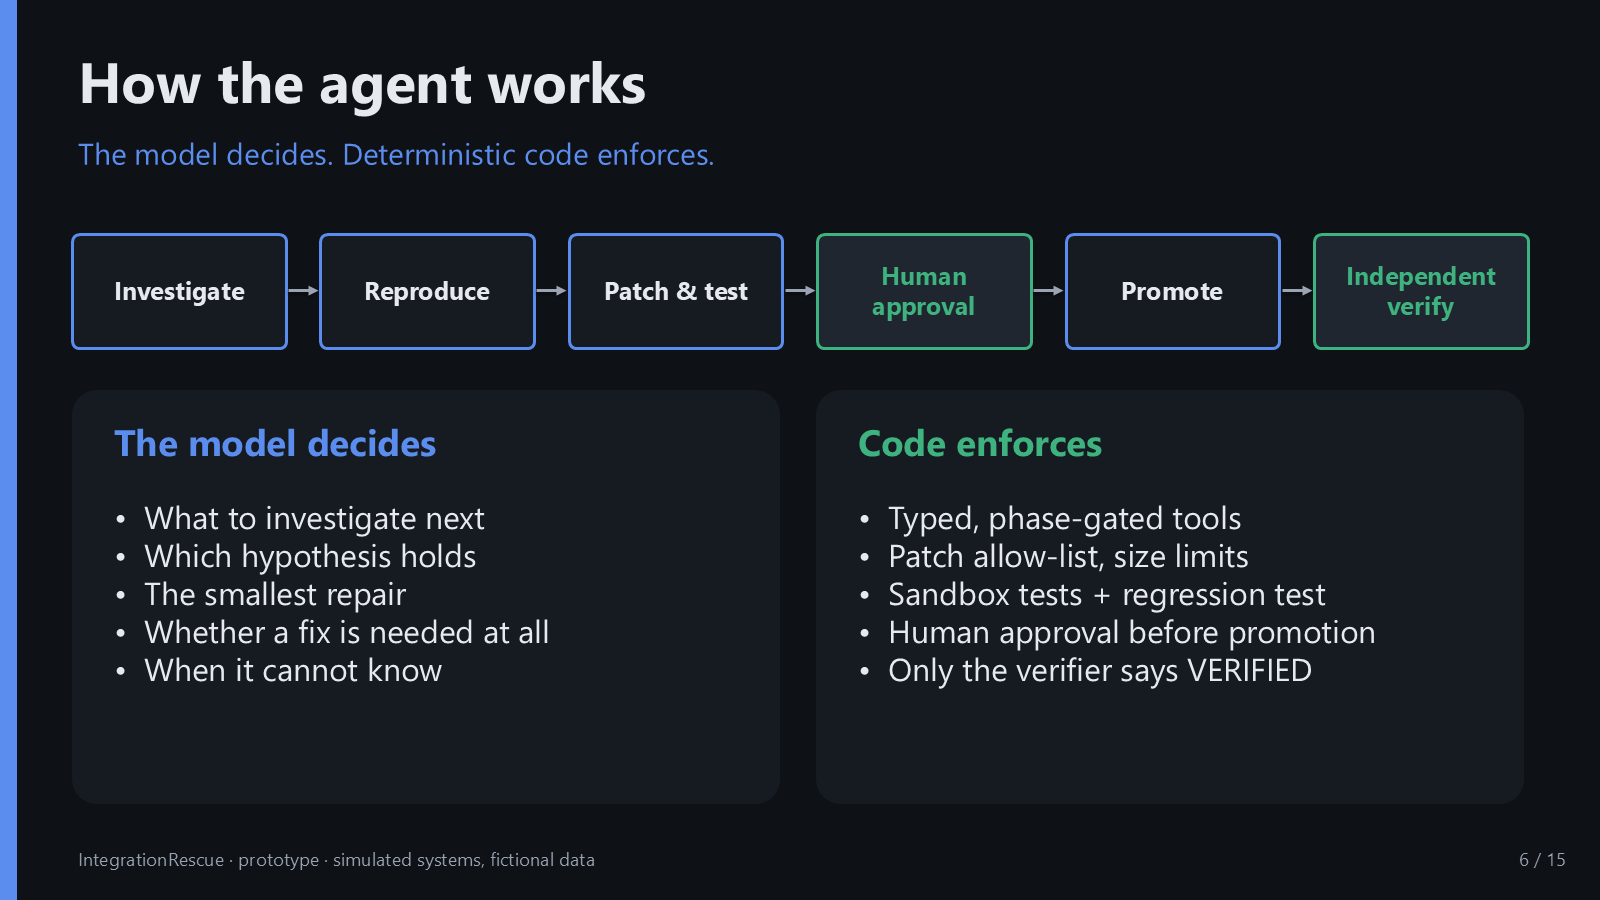 How the agent works
The model decides. Deterministic code enforces.
Investigate
Reproduce
Patch & test
Human
approval
Promote
Independent
verify
The model decides
• What to investigate next
• Which hypothesis holds
• The smallest repair
• Whether a fix is needed at all
• When it cannot know
Code enforces
• Typed, phase-gated tools
• Patch allow-list, size limits
• Sandbox tests + regression test
• Human approval before promotion
• Only the verifier says VERIFIED
IntegrationRescue · prototype · simulated systems, fictional data
6 / 15